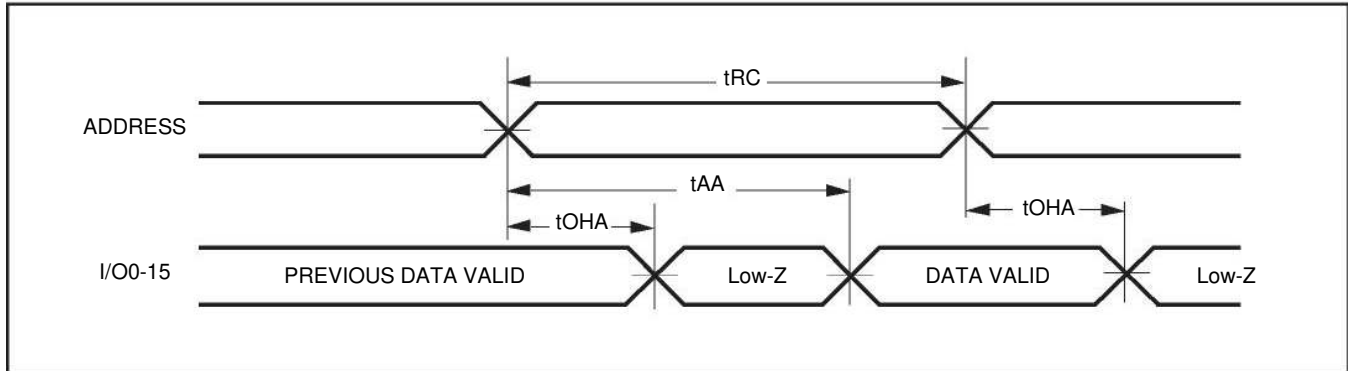 tRC
ADDRESS
tAA
tOHA
tOHA
I/O0-15
PREVIOUS DATA VALID
Low-Z
DATA VALID
Low-Z